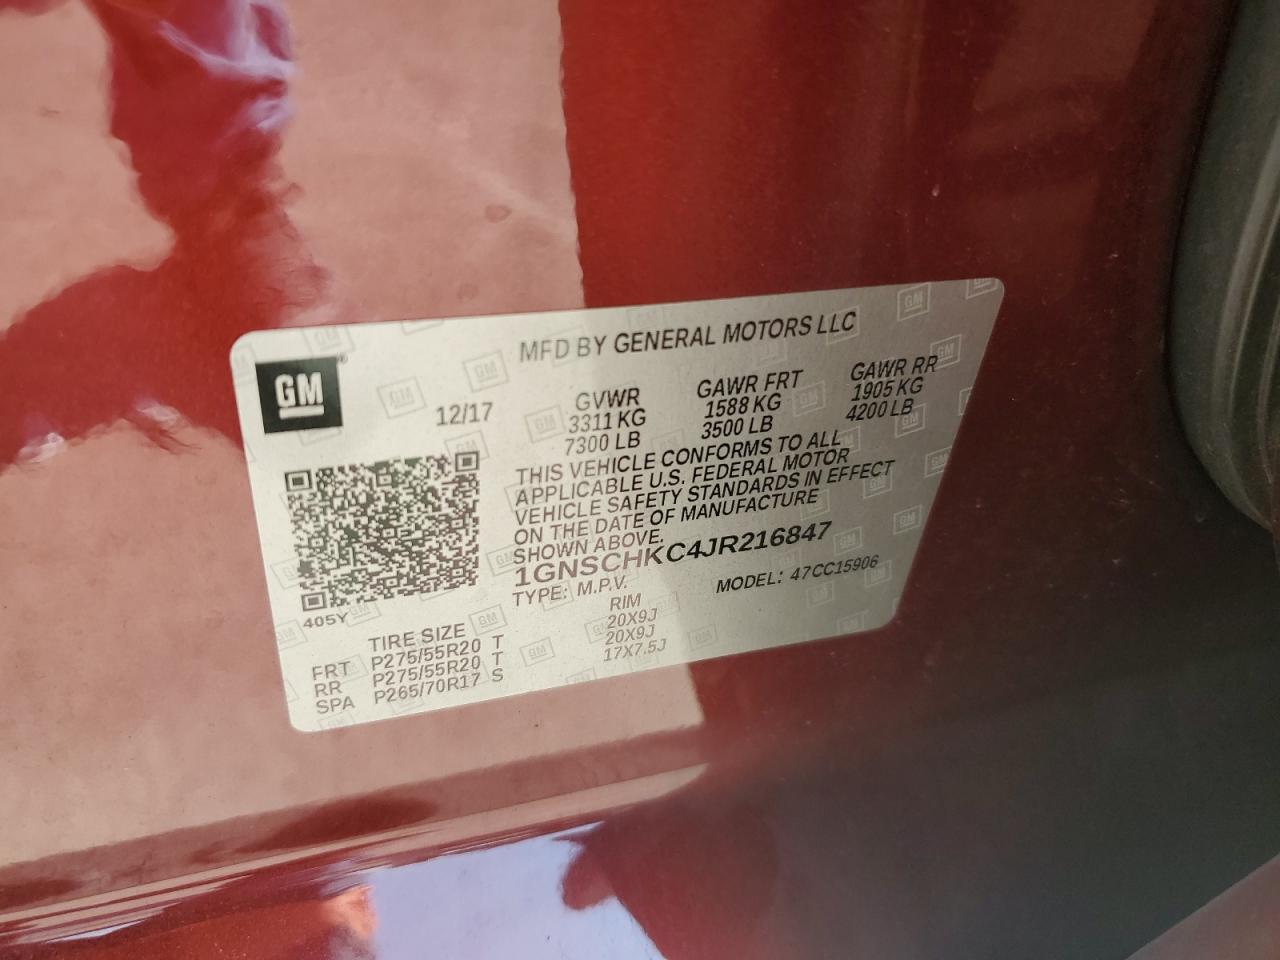 MFD BY GENERAL MOTORS LLC
GM
12/17
GVWR GAWR FRT GAWR RR
3311 KG 1588 KG 1905 KG
7300 LB 3500 LB 4200 LB
THIS VEHICLE CONFORMS TO ALL
APPLICABLE U.S. FEDERAL MOTOR
VEHICLE SAFETY STANDARDS IN EFFECT
ON THE DATE OF MANUFACTURE
SHOWN ABOVE.
1GNSCHKC4JR216847
TYPE: M.P.V. MODEL: 47CC15906
405Y
TIRE SIZE RIM
FRT P275/55R20 T 20X9J
RR P275/55R20 T 20X9J
SPA P265/70R17 S 17X7.5J